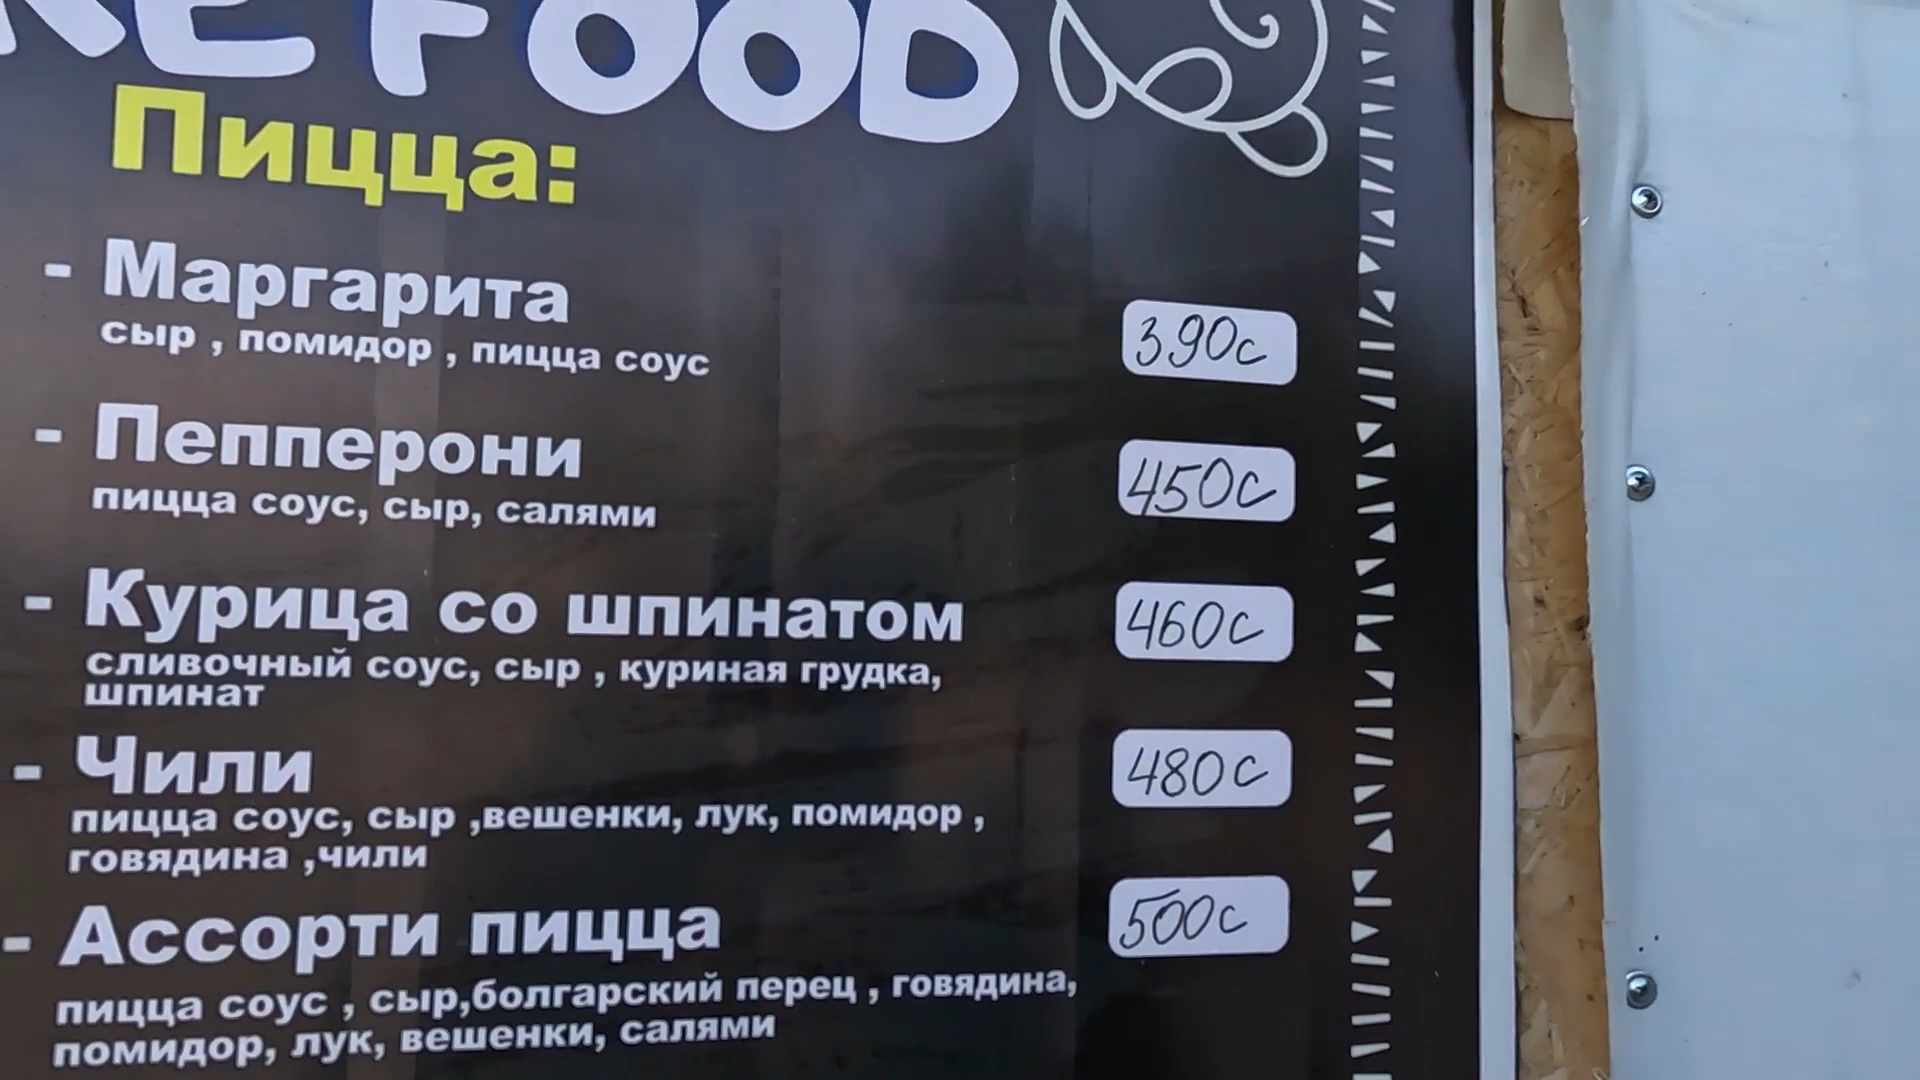 FOOD
Пицца:
- Маргарита
сыр , помидор , пицца соус
390с
- Пепперони
пицца соус, сыр, салями
450с
- Курица со шпинатом
сливочный соус, сыр , куриная грудка,
шпинат
460с
- Чили
пицца соус, сыр ,вешенки, лук, помидор ,
говядина ,чили
480с
- Ассорти пицца
пицца соус , сыр,болгарский перец , говядина,
помидор, лук, вешенки, салями
500с